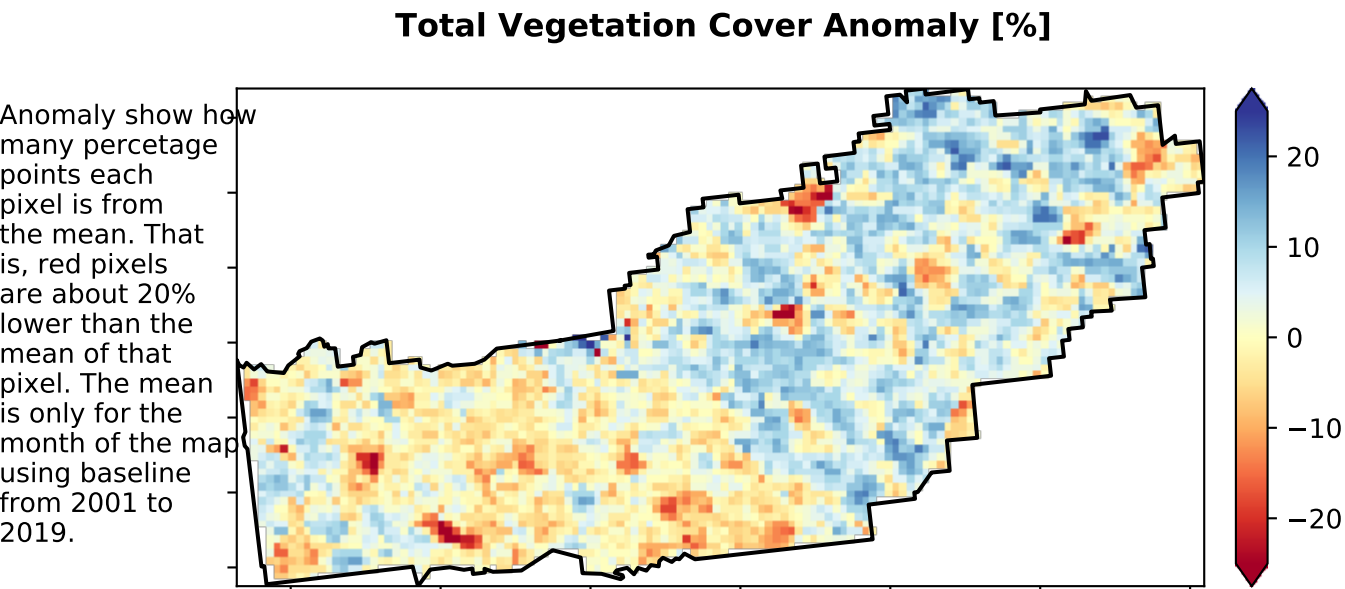 Total Vegetation Cover Anomaly [%]
Anomaly show how
many percetage
points each
pixel is from
the mean. That
is, red pixels
are about 20%
lower than the
mean of that
pixel. The mean
is only for the
month of the map
using baseline
from 2001 to
2019.
20
10
0
−10
−20